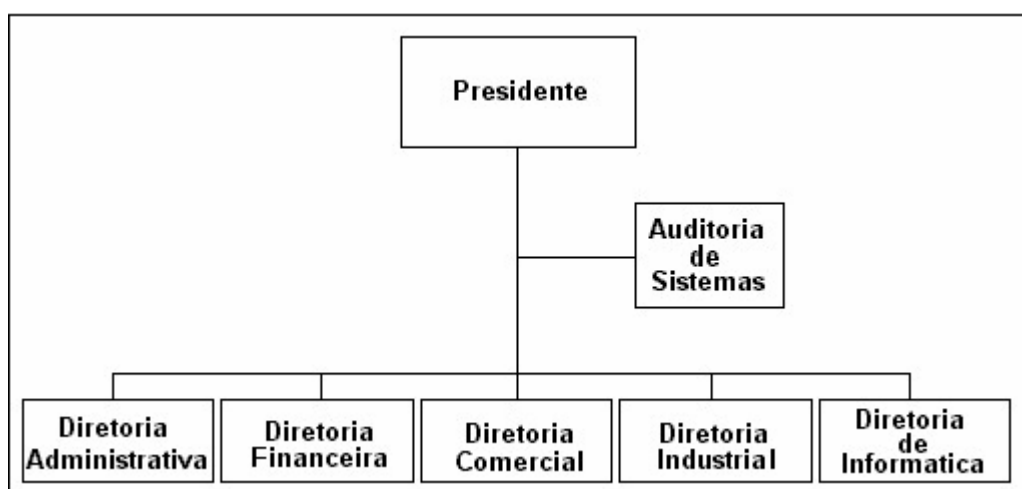 Presidente
Auditoria
de
Sistemas
Diretoria
Administrativa
Diretoria
Financeira
Diretoria
Comercial
Diretoria
Industrial
Diretoria
de
Informatica